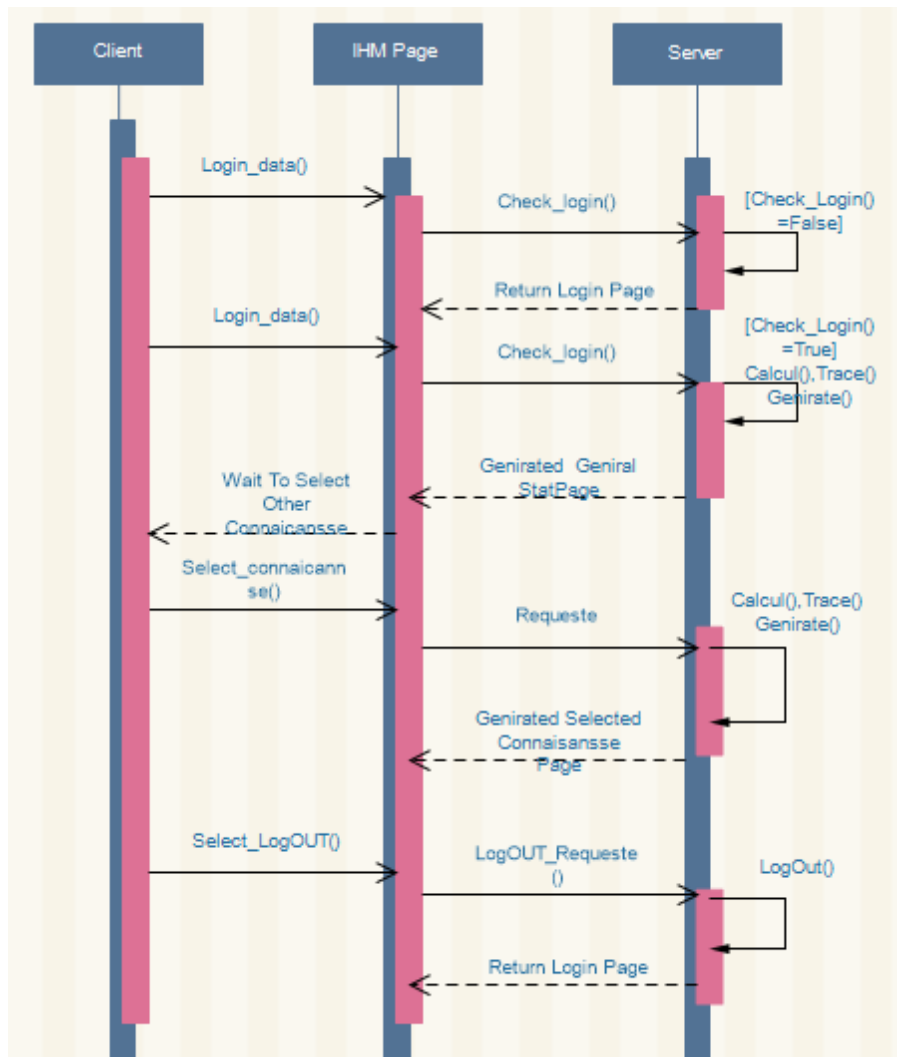 Client
IHM Page
Server
Login_data()
Check_login()
[Check_Login()
=False]
Return Login Page
Login_data()
Check_login()
[Check_Login()
=True]
Calcul(),Trace()
Genirate()
Genirated Geniral
StatPage
Wait To Select
Other
Connaicansse
Select_connaicann
se()
Requeste
Calcul(),Trace()
Genirate()
Genirated Selected
Connaisansse
Page
Select_LogOUT()
LogOUT_Requeste
()
LogOut()
Return Login Page